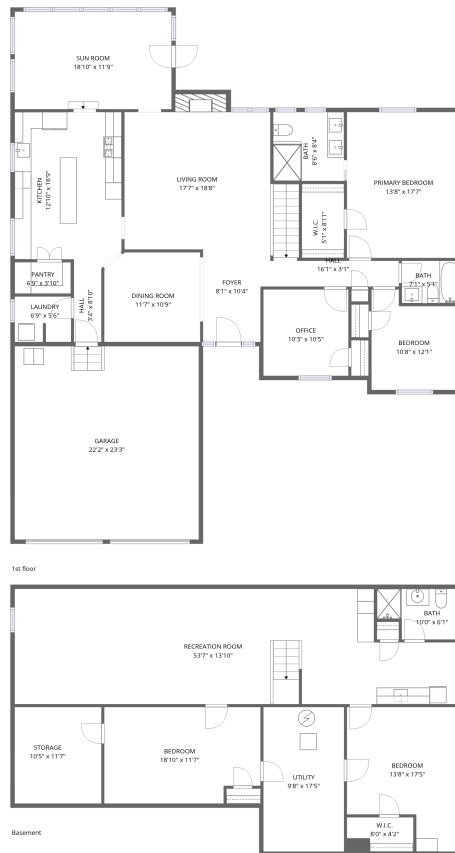 SUN ROOM
18'10" x 11'9"
KITCHEN
12'10" x 18'9"
LIVING ROOM
17'7" x 18'8"
BATH
8'6" x 8'4"
PRIMARY BEDROOM
13'8" x 17'7"
W.I.C.
5'1" x 8'11"
HALL
16'1" x 3'1"
PANTRY
6'9" x 3'10"
BATH
7'1" x 5'1"
LAUNDRY
6'9" x 5'6"
HALL
3'4" x 8'10"
DINING ROOM
11'7" x 10'9"
FOYER
8'1" x 10'4"
OFFICE
10'3" x 10'5"
BEDROOM
10'8" x 12'1"
GARAGE
22'2" x 23'3"
1st floor
BATH
10'0" x 6'1"
RECREATION ROOM
53'7" x 13'10"
STORAGE
10'5" x 11'7"
BEDROOM
18'10" x 11'7"
UTILITY
9'8" x 17'5"
BEDROOM
13'8" x 17'5"
W.I.C.
8'0" x 4'2"
Basement